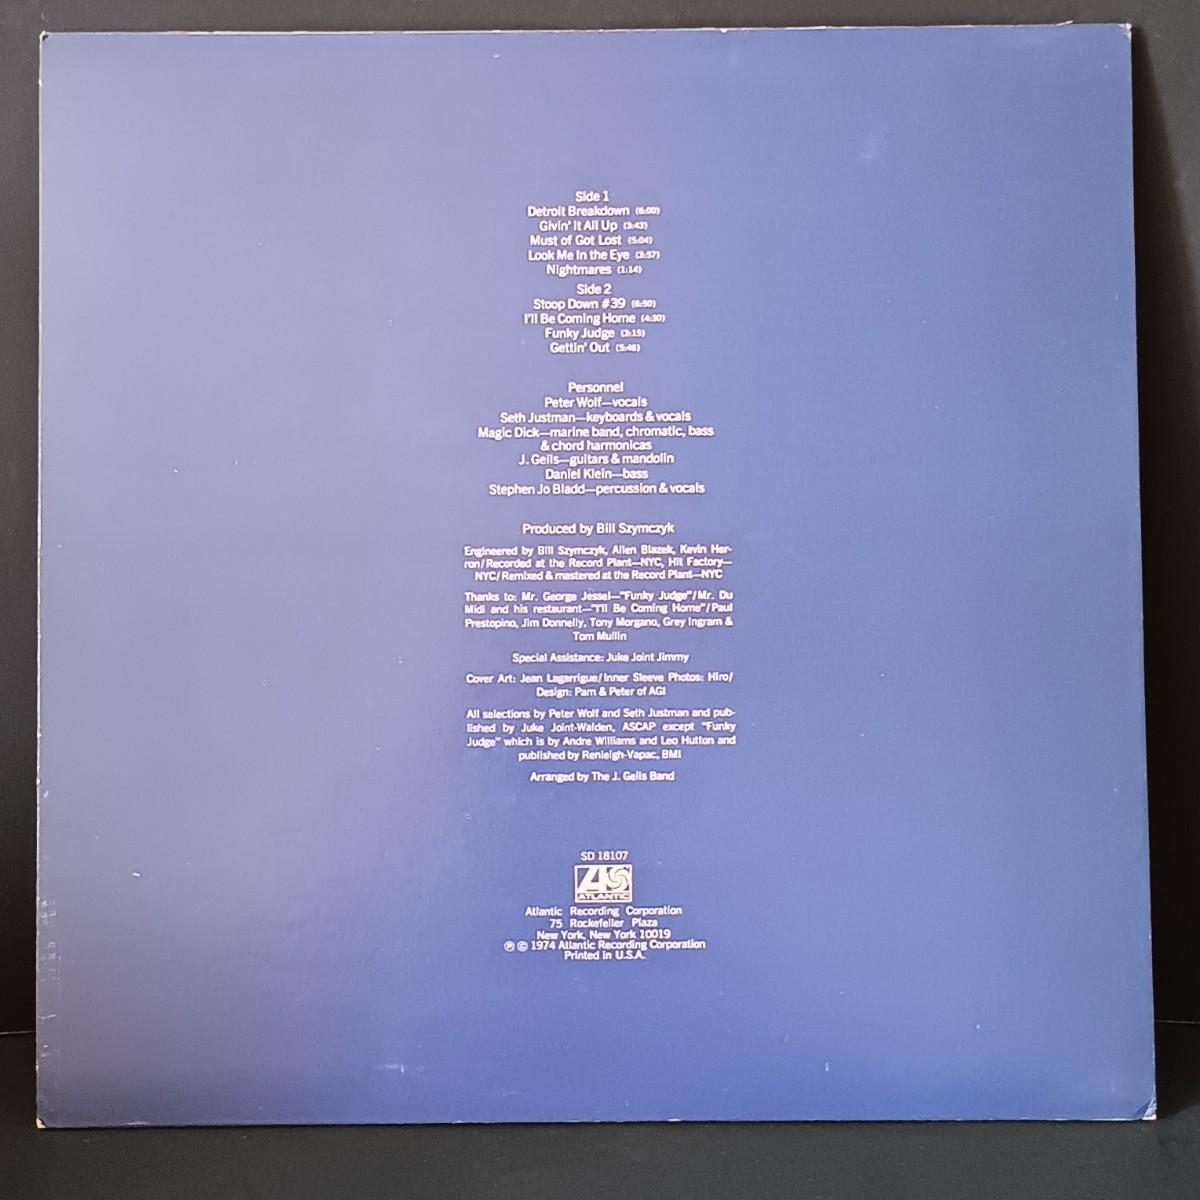 Side 1
Detroit Breakdown (6:00)
Givin' It All Up (3:43)
Must of Got Lost (5:04)
Look Me In the Eye (3:57)
Nightmares (1:14)
Side 2
Stoop Down #39 (6:50)
I'll Be Coming Home (4:30)
Funky Judge (3:15)
Gettin' Out (5:46)
Personnel
Peter Wolf—vocals
Seth Justman—keyboards & vocals
Magic Dick—marine band, chromatic, bass
& chord harmonicas
J. Geils—guitars & mandolin
Daniel Klein—bass
Stephen Jo Bladd—percussion & vocals
Produced by Bill Szymczyk
Engineered by Bill Szymczyk, Allen Blazek, Kevin Her-
ron/Recorded at the Record Plant—NYC, Hit Factory—
NYC/Remixed & mastered at the Record Plant—NYC
Thanks to: Mr. George Jessel—"Funky Judge"/Mr. Du
Midi and his restaurant—"I'll Be Coming Home"/Paul
Prestopino, Jim Donnelly, Tony Morgano, Grey Ingram &
Tom Mullin
Special Assistance: Juke Joint Jimmy
Cover Art: Jean Lagarrigue/Inner Sleeve Photos: Hiro/
Design: Pam & Peter of AGI
All selections by Peter Wolf and Seth Justman and pub-
lished by Juke Joint-Walden, ASCAP except "Funky
Judge" which is by Andre Williams and Leo Hutton and
published by Renleigh-Vapac, BMI
Arranged by The J. Geils Band
SD 18107
ATLANTIC
Atlantic Recording Corporation
75 Rockefeller Plaza
New York, New York 10019
℗ © 1974 Atlantic Recording Corporation
Printed in U.S.A.